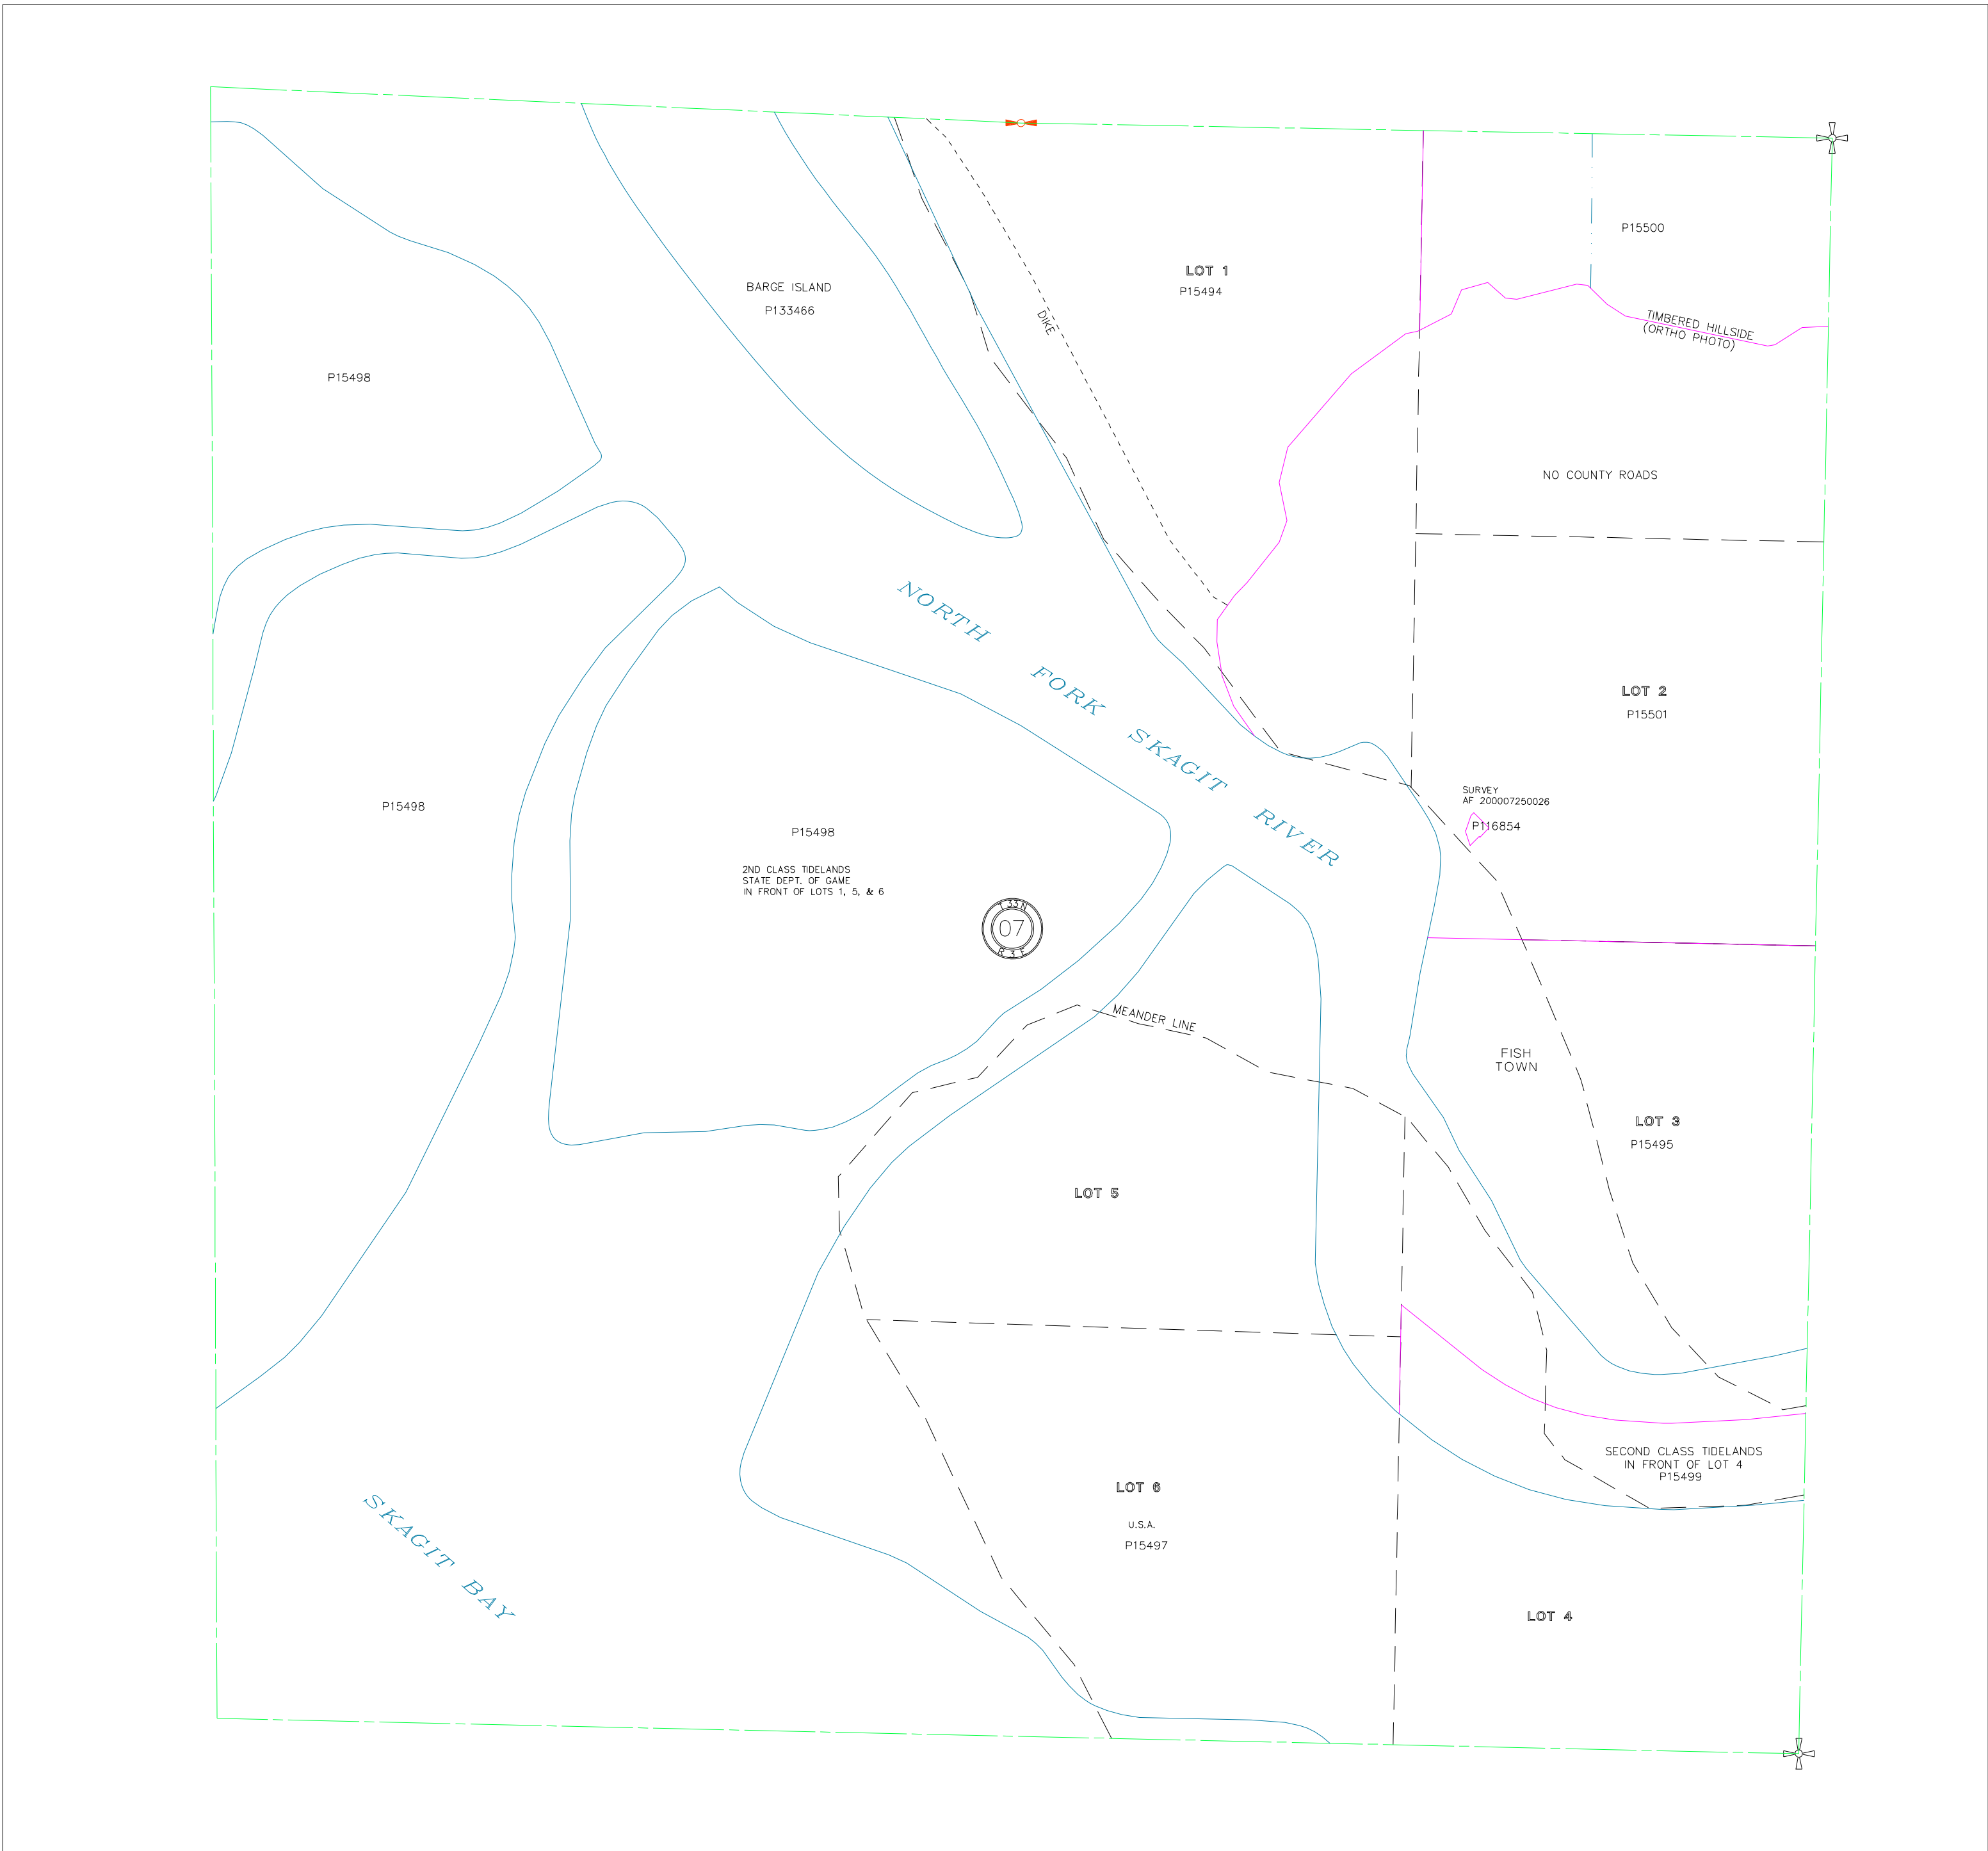 P15500
LOT 1
P15494
BARGE ISLAND
P133466
DIKE
TIMBERED HILLSIDE
(ORTHO PHOTO)
P15498
NO COUNTY ROADS
NORTH FORK SKAGIT RIVER
LOT 2
P15501
SURVEY
AF 200007250026
P116854
P15498
P15498
2ND CLASS TIDELANDS
STATE DEPT. OF GAME
IN FRONT OF LOTS 1, 5, & 6
T 33 N
07
R 3 E
MEANDER LINE
FISH
TOWN
LOT 3
P15495
LOT 5
SECOND CLASS TIDELANDS
IN FRONT OF LOT 4
P15499
LOT 6
U.S.A.
P15497
SKAGIT BAY
LOT 4